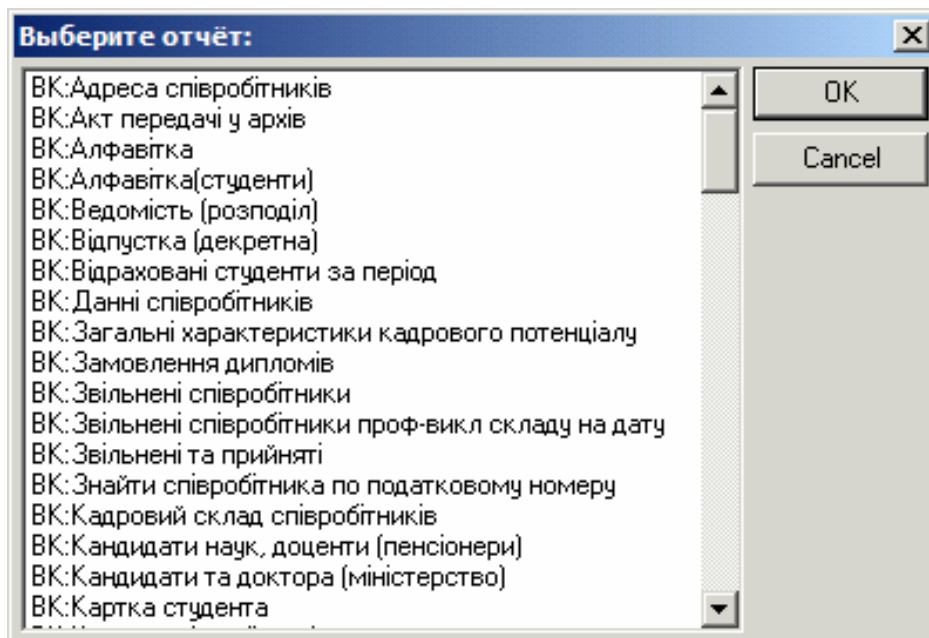 Выберите отчёт:
ВК:Адреса співробітників
ВК:Акт передачі у архів
ВК:Алфавітка
ВК:Алфавітка(студенти)
ВК:Ведомість (розподіл)
ВК:Відпустка (декретна)
ВК:Відраховані студенти за період
ВК:Данні співробітників
ВК:Загальні характеристики кадрового потенціалу
ВК:Замовлення дипломів
ВК:Звільнені співробітники
ВК:Звільнені співробітники проф-викл складу на дату
ВК:Звільнені та прийняті
ВК:Знайти співробітника по податковому номеру
ВК:Кадровий склад співробітників
ВК:Кандидати наук, доценти (пенсіонери)
ВК:Кандидати та доктора (міністерство)
ВК:Картка студента
OK
Cancel